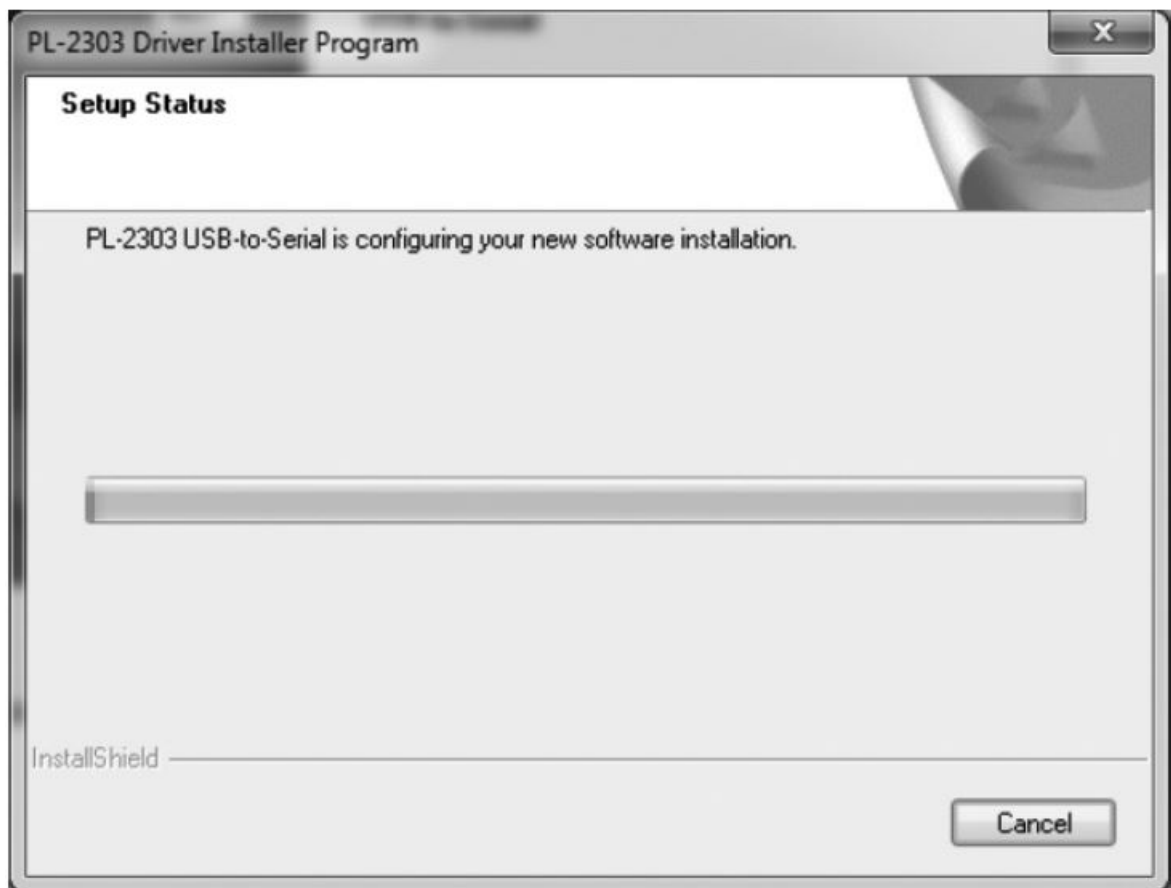 PL-2303 Driver Installer Program
Setup Status
PL-2303 USB-to-Serial is configuring your new software installation.
InstallShield
Cancel